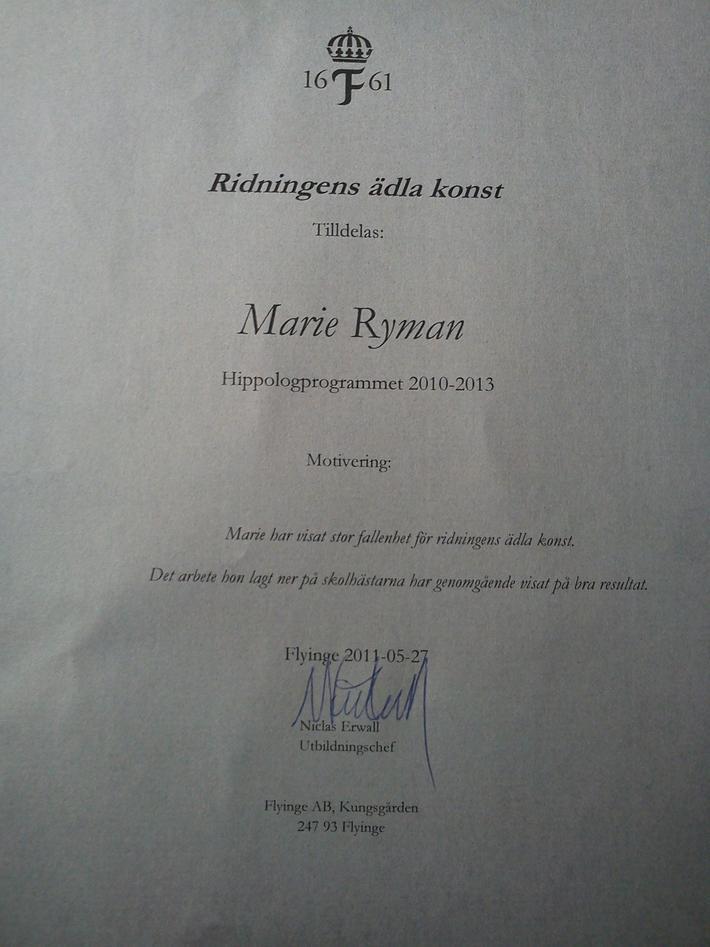 16 F 61
Ridningens ädla konst
Tilldelas:
Marie Ryman
Hippologprogrammet 2010-2013
Motivering:
Marie har visat stor fallenhet för ridningens ädla konst.
Det arbete hon lagt ner på skolhästarna har genomgående visat på bra resultat.
Flyinge 2011-05-27
Niclas Erwall
Utbildningschef
Flyinge AB, Kungsgården
247 93 Flyinge